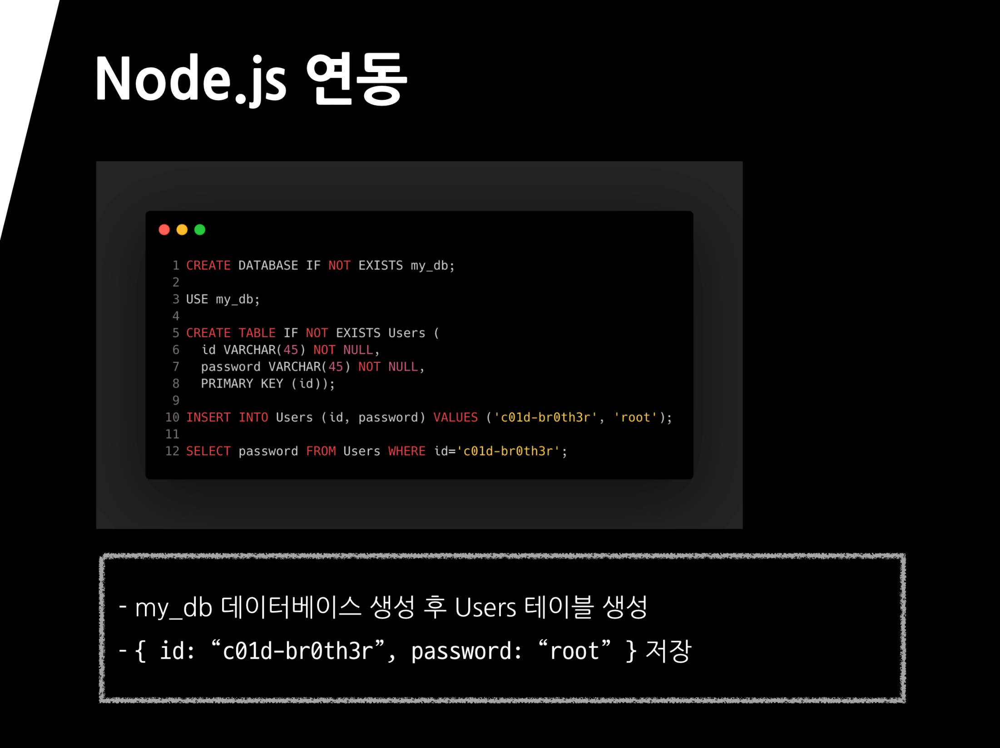 Node.js 연동
1 CREATE DATABASE IF NOT EXISTS my_db;
2
3 USE my_db;
4
5 CREATE TABLE IF NOT EXISTS Users (
6   id VARCHAR(45) NOT NULL,
7   password VARCHAR(45) NOT NULL,
8   PRIMARY KEY (id));
9
10 INSERT INTO Users (id, password) VALUES ('c01d-br0th3r', 'root');
11
12 SELECT password FROM Users WHERE id='c01d-br0th3r';
- my_db 데이터베이스 생성 후 Users 테이블 생성
- { id: “c01d-br0th3r”, password: “root” } 저장